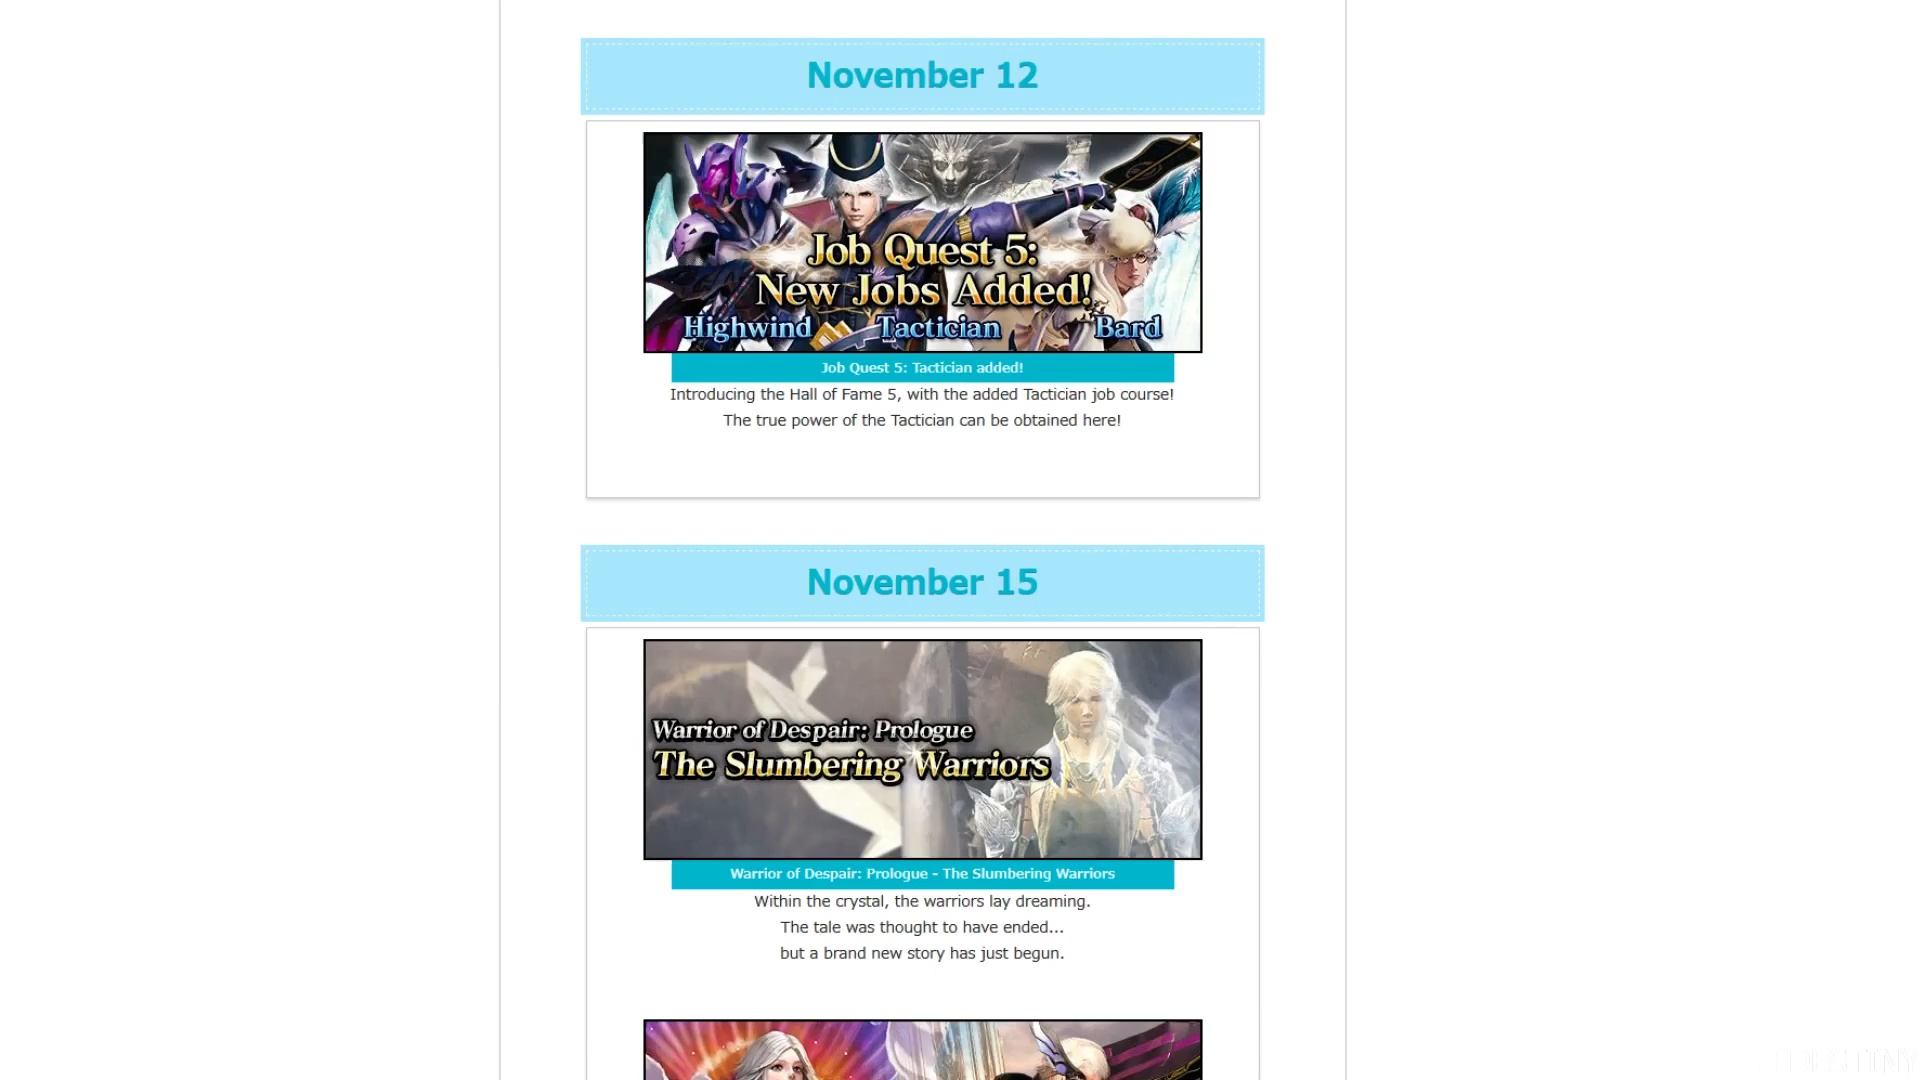 November 12
Job Quest 5:
New Jobs Added!
Highwind Tactician Bard
Job Quest 5: Tactician added!
Introducing the Hall of Fame 5, with the added Tactician job course!
The true power of the Tactician can be obtained here!
November 15
Warrior of Despair: Prologue
The Slumbering Warriors
Warrior of Despair: Prologue - The Slumbering Warriors
Within the crystal, the warriors lay dreaming.
The tale was thought to have ended...
but a brand new story has just begun.